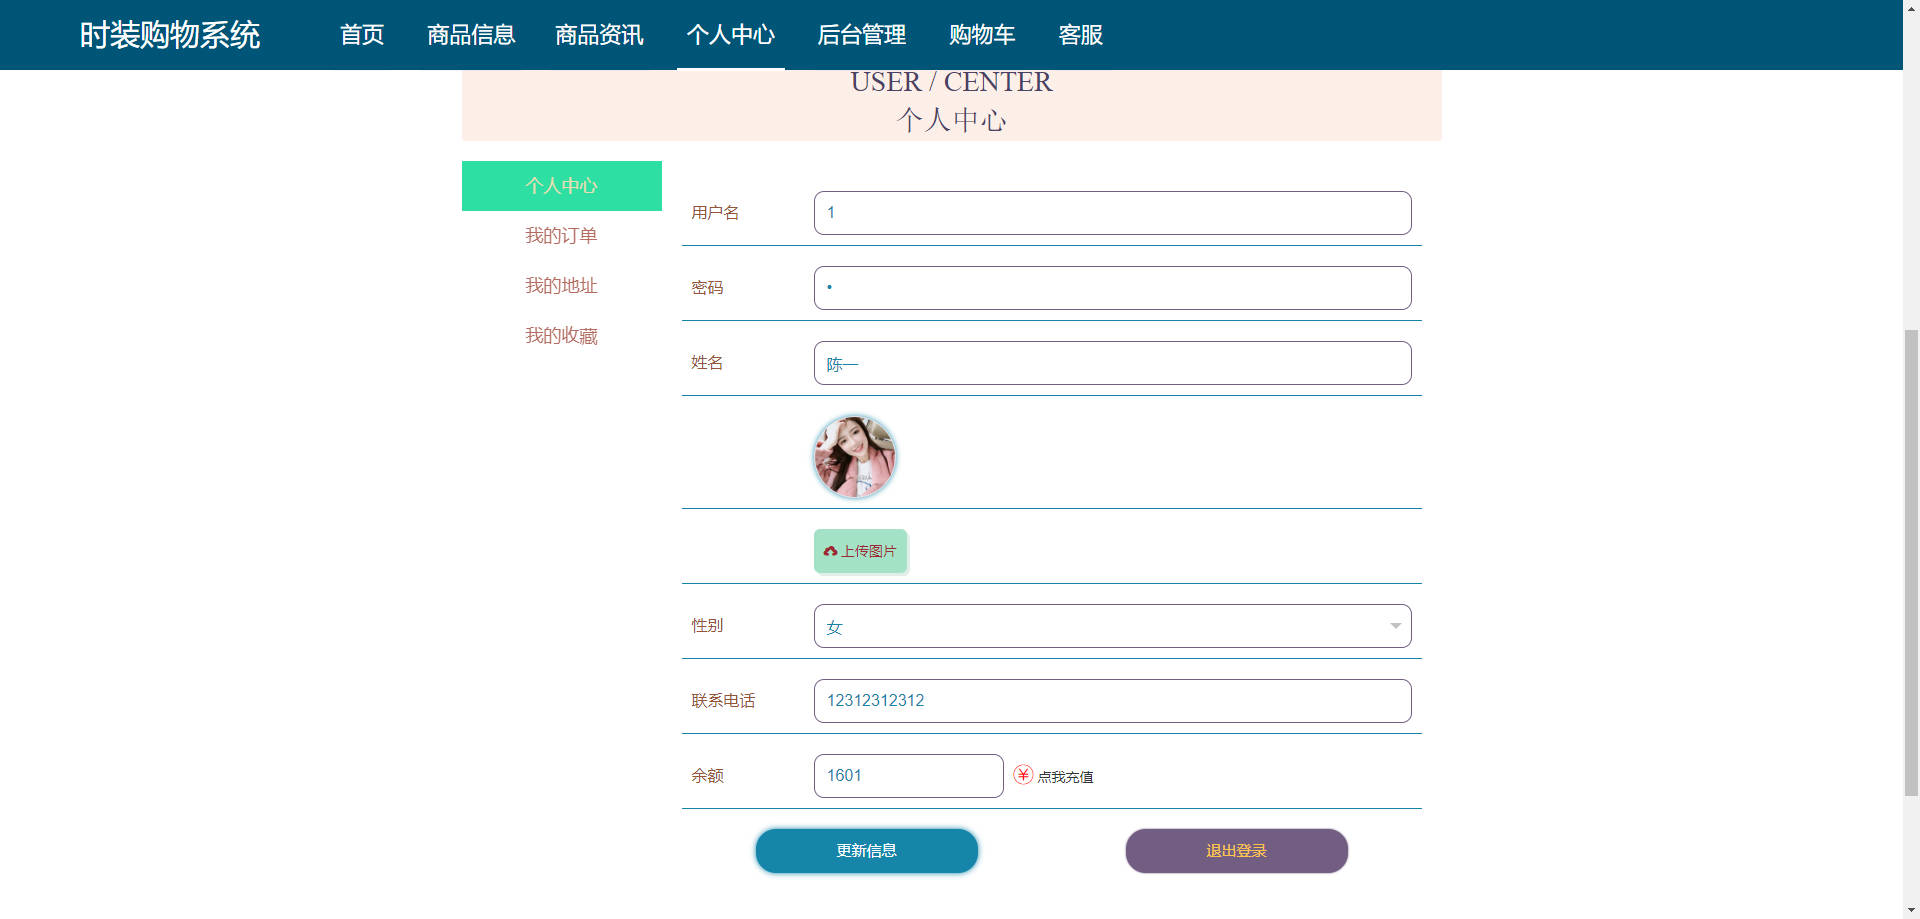 时装购物系统 首页 商品信息 商品资讯 个人中心 后台管理 购物车 客服
USER / CENTER
个人中心
个人中心
我的订单
我的地址
我的收藏
用户名 1
密码 •
姓名 陈一
上传图片
性别 女
联系电话 12312312312
余额 1601 点我充值
更新信息 退出登录